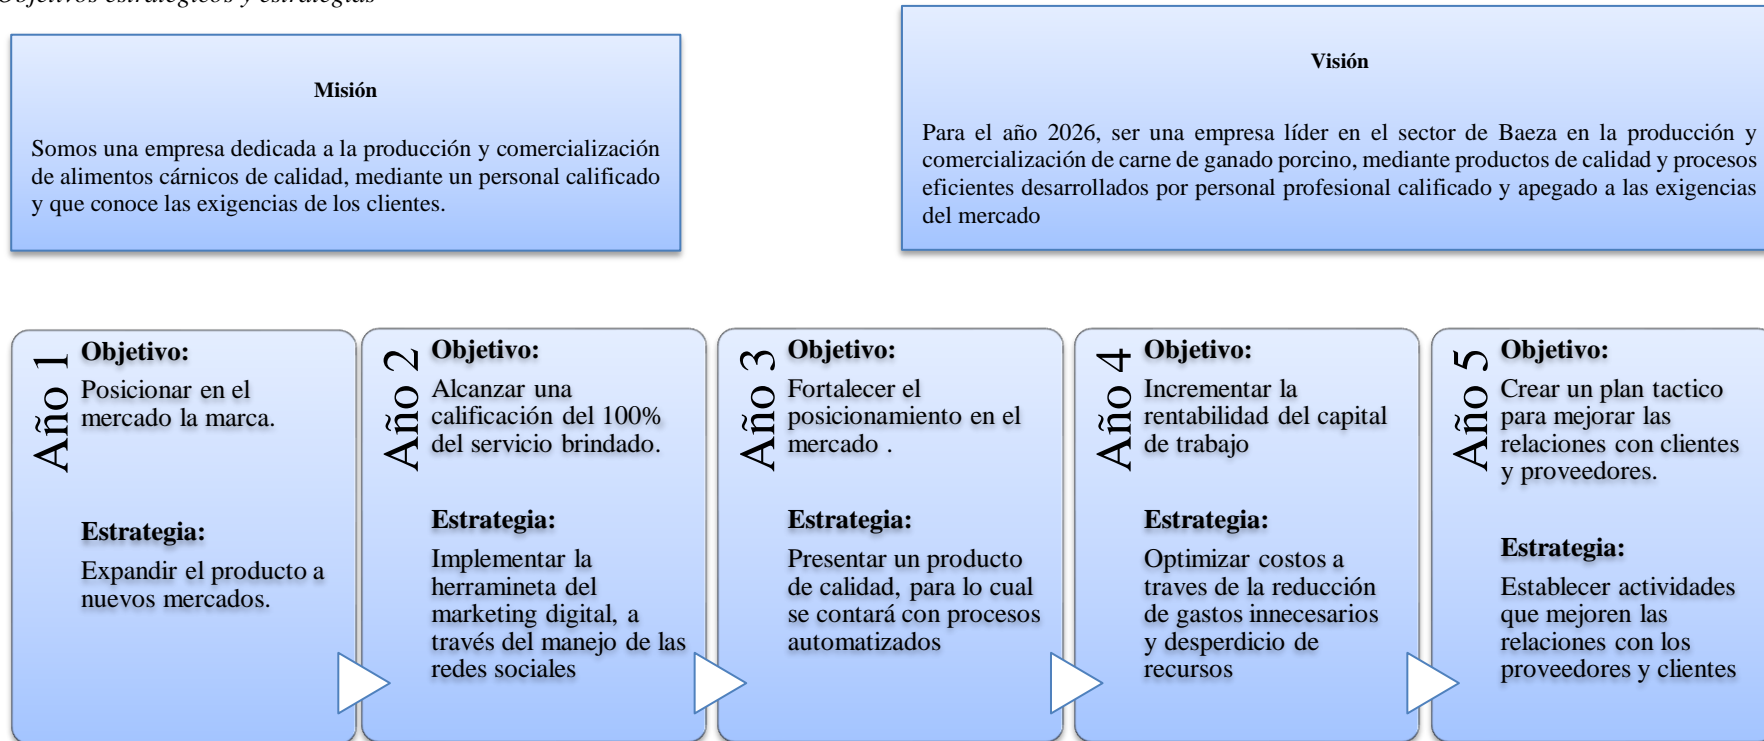 Objetivos estratégicos y estrategias
Misión
Somos una empresa dedicada a la producción y comercialización
de alimentos cárnicos de calidad, mediante un personal calificado
y que conoce las exigencias de los clientes.
Visión
Para el año 2026, ser una empresa líder en el sector de Baeza en la producción y
comercialización de carne de ganado porcino, mediante productos de calidad y procesos
eficientes desarrollados por personal profesional calificado y apegado a las exigencias
del mercado
Año 1
Objetivo:
Posicionar en el
mercado la marca.
Estrategia:
Expandir el producto a
nuevos mercados.
Año 2
Objetivo:
Alcanzar una
calificación del 100%
del servicio brindado.
Estrategia:
Implementar la
herramineta del
marketing digital, a
través del manejo de las
redes sociales
Año 3
Objetivo:
Fortalecer el
posicionamiento en el
mercado .
Estrategia:
Presentar un producto
de calidad, para lo cual
se contará con procesos
automatizados
Año 4
Objetivo:
Incrementar la
rentabilidad del capital
de trabajo
Estrategia:
Optimizar costos a
traves de la reducción
de gastos innecesarios
y desperdicio de
recursos
Año 5
Objetivo:
Crear un plan tactico
para mejorar las
relaciones con clientes
y proveedores.
Estrategia:
Establecer actividades
que mejoren las
relaciones con los
proveedores y clientes